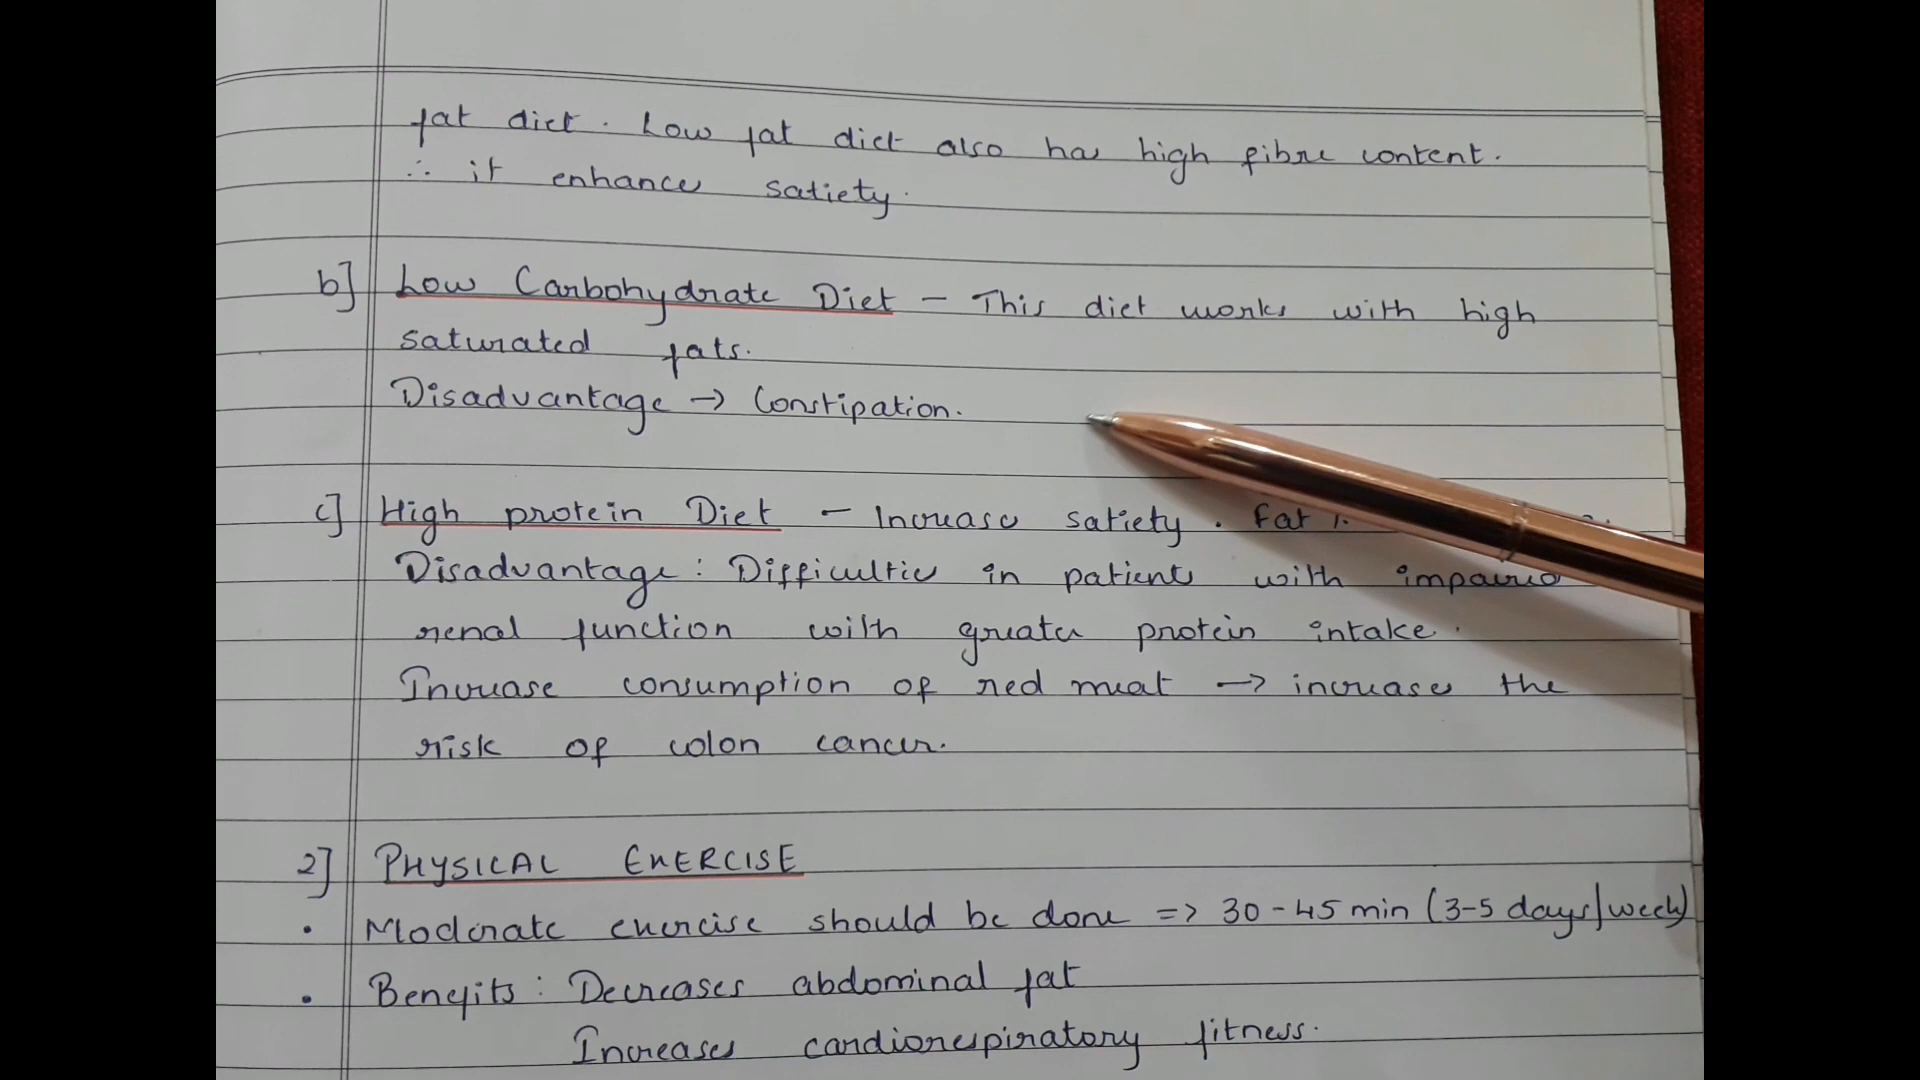 fat diet. Low fat diet also has high fibre content.
∴ it enhances satiety.
b] Low Carbohydrate Diet – This diet works with high
saturated fats.
Disadvantage → Constipation.
c] High protein Diet – Increase satiety. Fat
Disadvantage: Difficultie in patients with impaired
renal function with greater protein intake.
Increase consumption of red meat → increases the
risk of colon cancer.
2] PHYSICAL EXERCISE
• Moderate exercise should be done => 30-45 min (3-5 days/week)
• Benefits: Decreases abdominal fat
Increases cardiorespiratory fitness.